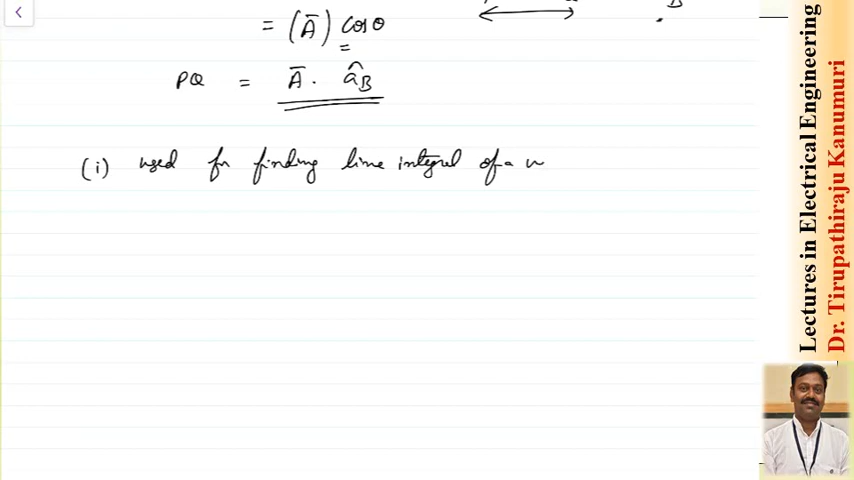 = (Ā) cosθ
B
PQ = Ā · â_B
(i) used for finding line integral of a v
Lectures in Electrical Engineering
Dr. Tirupathiraju Kanumuri